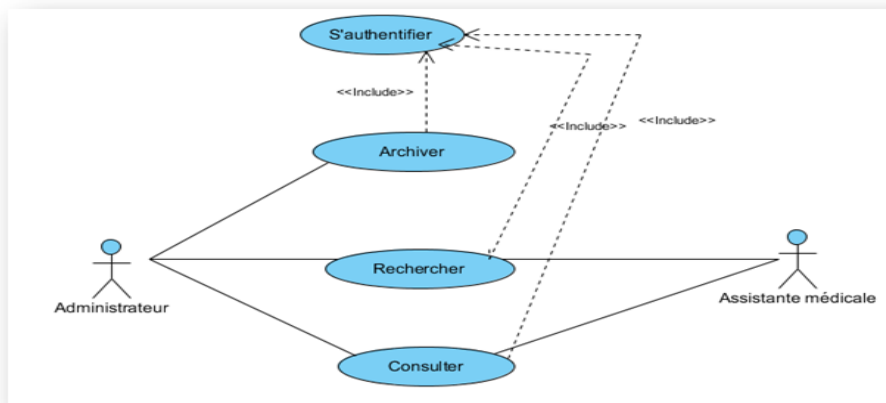 S'authentifier
<<Include>>
<<Include>>
<<Include>>
Archiver
Rechercher
Administrateur
Assistante médicale
Consulter